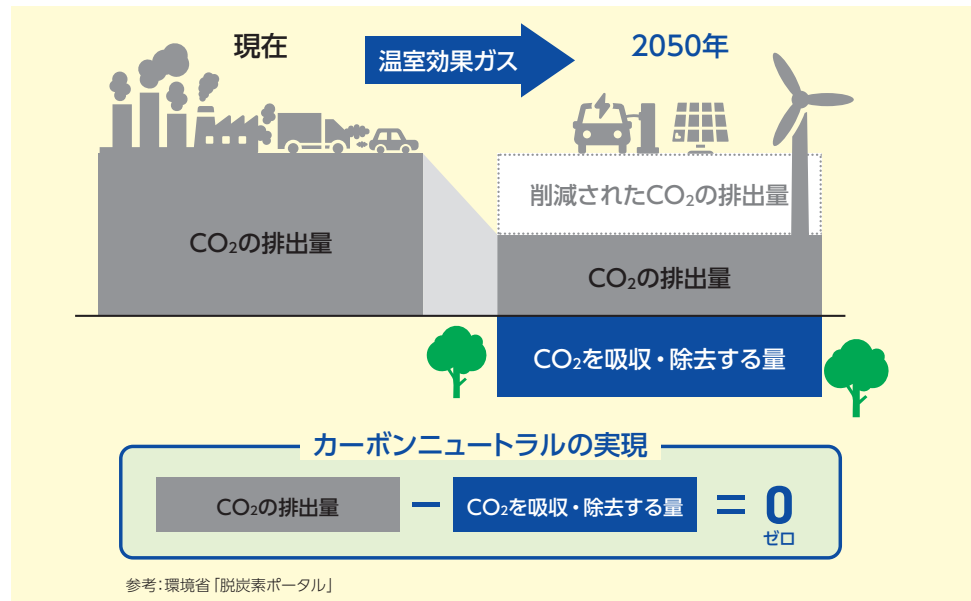 現在
温室効果ガス
2050年
削減されたCO₂の排出量
CO₂の排出量
CO₂の排出量
CO₂を吸収・除去する量
カーボンニュートラルの実現
CO₂の排出量 － CO₂を吸収・除去する量 ＝ 0
ゼロ
参考：環境省「脱炭素ポータル」